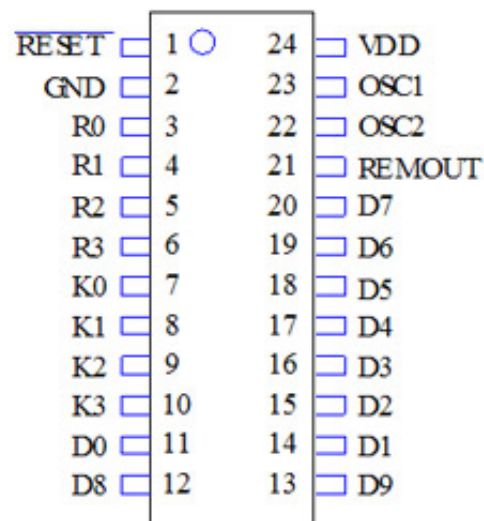 RESET 1 24 VDD
GND 2 23 OSC1
R0 3 22 OSC2
R1 4 21 REMOUT
R2 5 20 D7
R3 6 19 D6
K0 7 18 D5
K1 8 17 D4
K2 9 16 D3
K3 10 15 D2
D0 11 14 D1
D8 12 13 D9